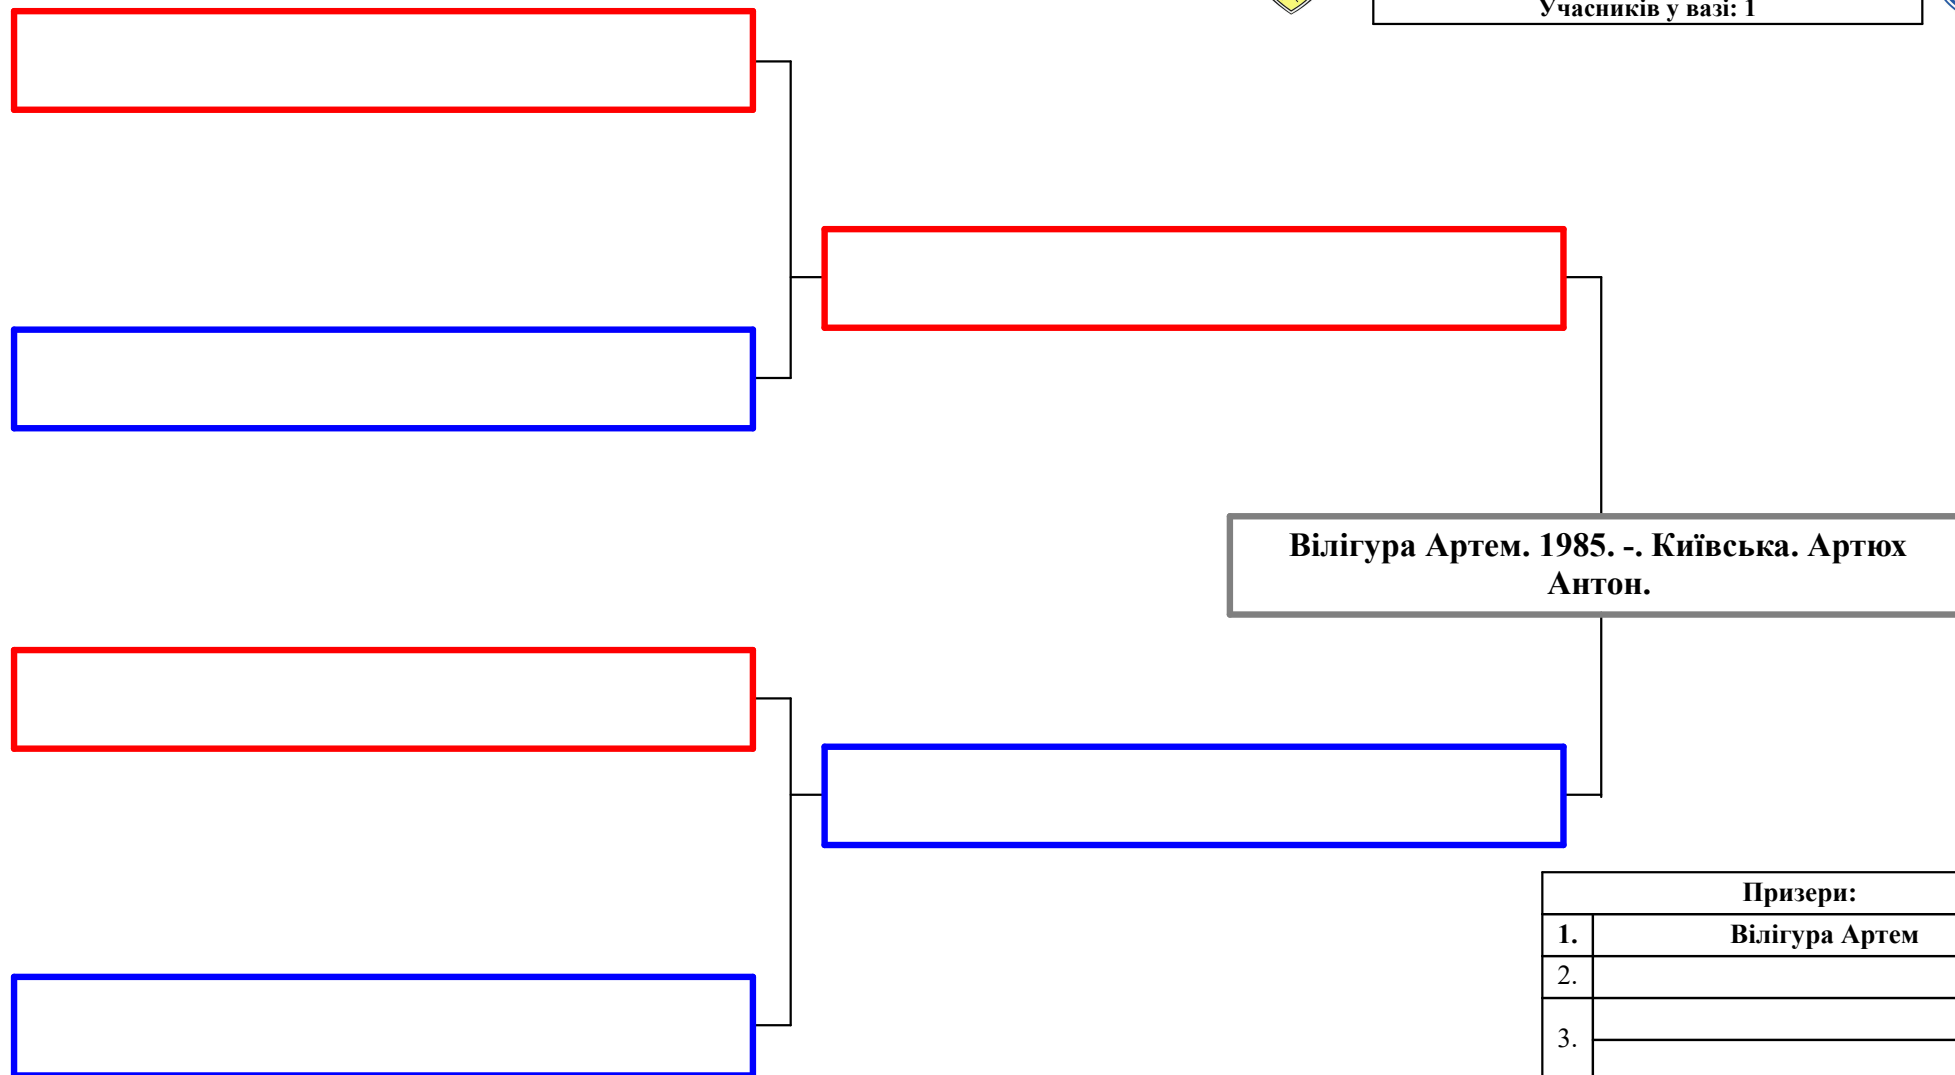 Учасників у вазі: 1
Вілігура Артем. 1985. -. Київська. Артюх
Антон.
Призери:
1. Вілігура Артем
2.
3.